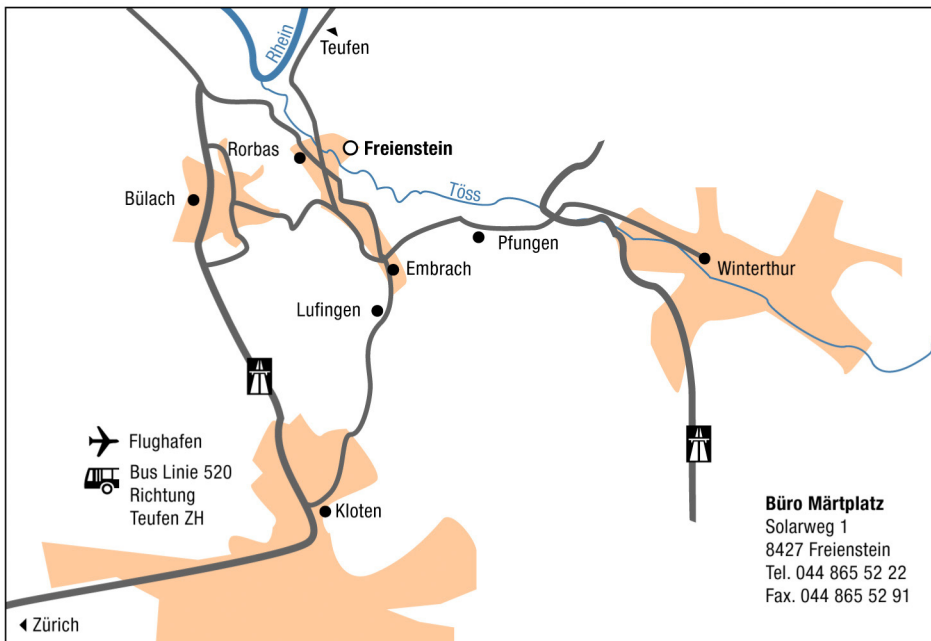 Rhein
Teufen
Rorbas
Freienstein
Bülach
Töss
Pfungen
Winterthur
Embrach
Lufingen
Flughafen
Bus Linie 520
Richtung
Teufen ZH
Kloten
Büro Märtplatz
Solarweg 1
8427 Freienstein
Tel. 044 865 52 22
Fax. 044 865 52 91
Zürich